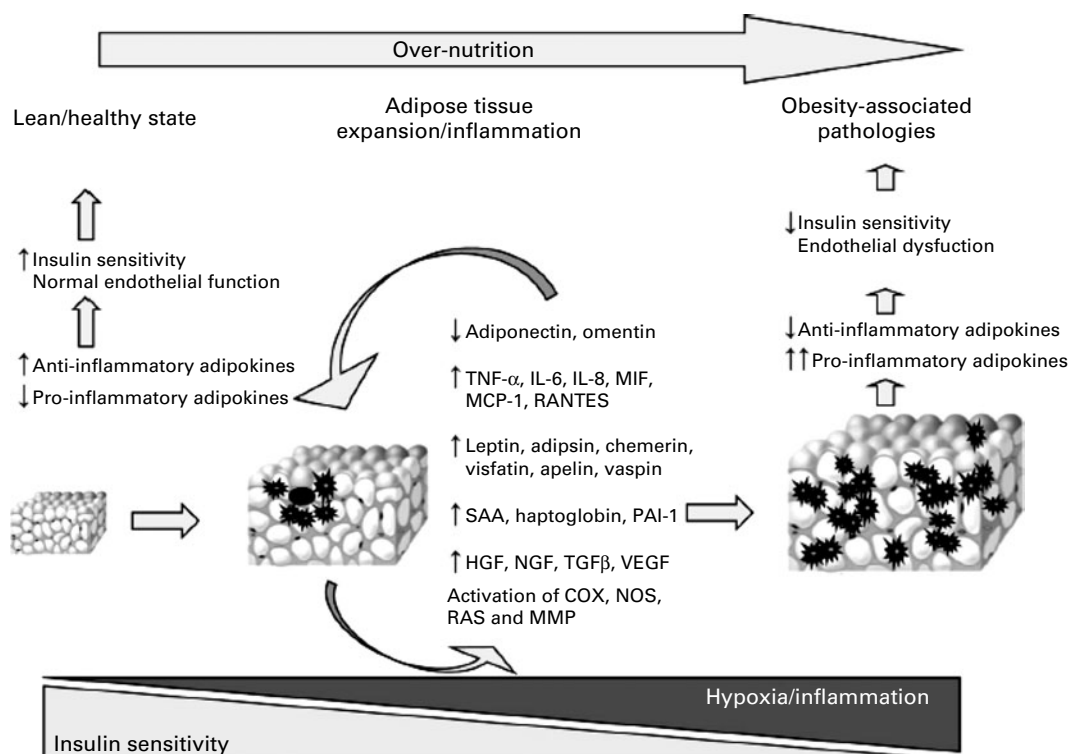 Over-nutrition
Lean/healthy state
Adipose tissue
expansion/inflammation
Obesity-associated
pathologies
↑Insulin sensitivity
Normal endothelial function
↑Anti-inflammatory adipokines
↓Pro-inflammatory adipokines
↓Adiponectin, omentin
↑TNF-α, IL-6, IL-8, MIF,
MCP-1, RANTES
↑Leptin, adipsin, chemerin,
visfatin, apelin, vaspin
↑SAA, haptoglobin, PAI-1
↑HGF, NGF, TGFβ, VEGF
Activation of COX, NOS,
RAS and MMP
↓Insulin sensitivity
Endothelial dysfuction
↓Anti-inflammatory adipokines
↑↑Pro-inflammatory adipokines
Hypoxia/inflammation
Insulin sensitivity